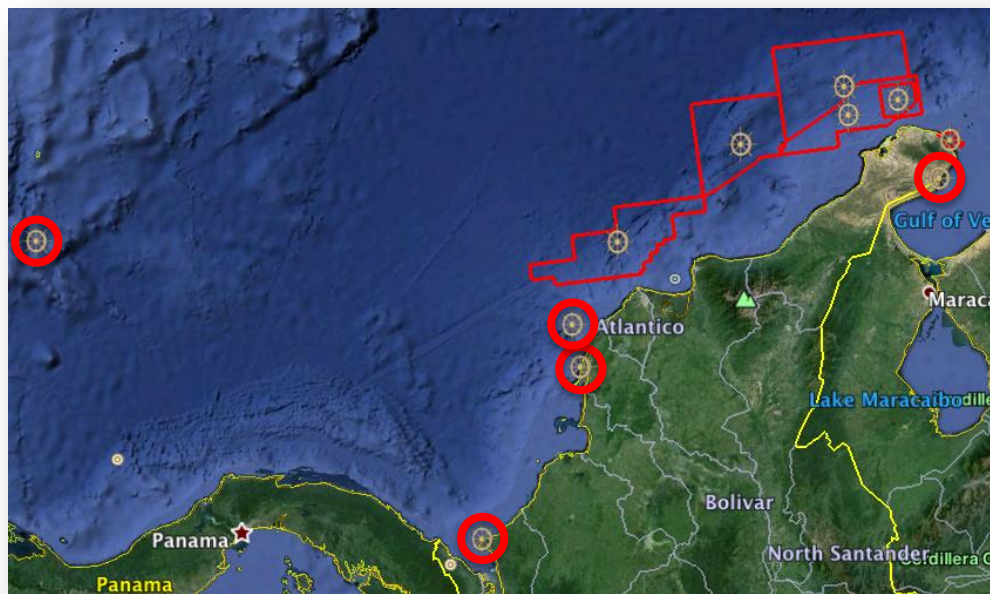 Gulf of Ve
Maraca
Atlantico
Lake Maracaibo
Bolivar
Panama
North Santander
Panama